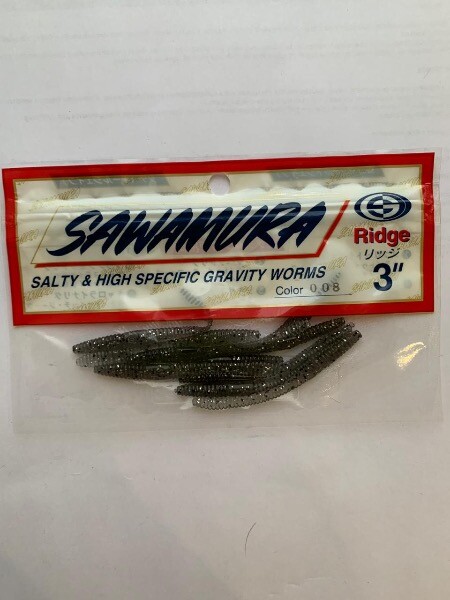 SAWAMURA
Ridge
リッジ
SALTY & HIGH SPECIFIC GRAVITY WORMS
3"
Color 008